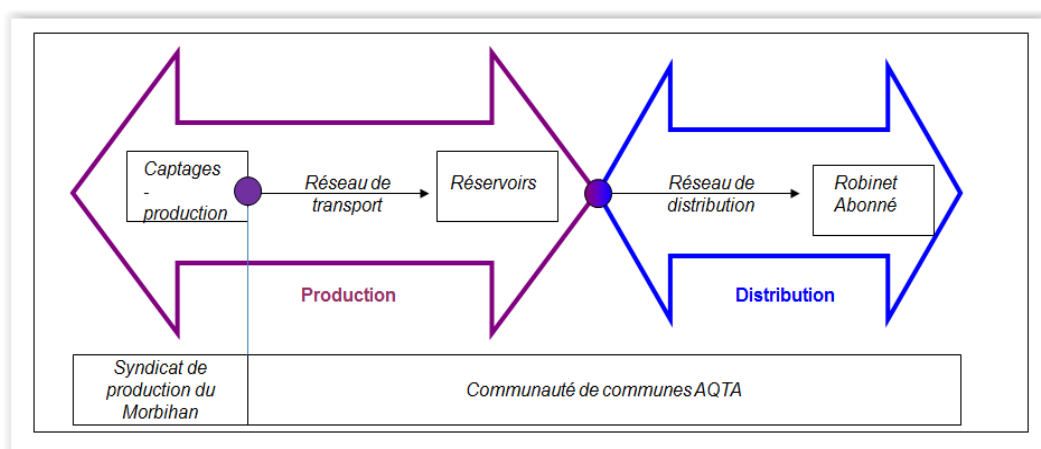 Captages
-
production
Réseau de
transport
Réservoirs
Réseau de
distribution
Robinet
Abonné
Production
Distribution
Syndicat de
production du
Morbihan
Communauté de communes AQTA